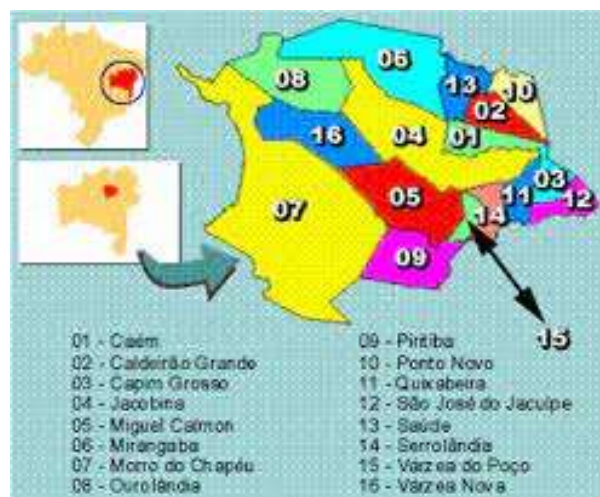 06
08
13
10
02
16
04
01
03
05
11
12
07
14
09
15
01 - Caém
02 - Caldeirão Grande
03 - Capim Grosso
04 - Jacobina
05 - Miguel Calmon
06 - Mirangaba
07 - Morro do Chapéu
08 - Ourolândia
09 - Piritiba
10 - Ponto Novo
11 - Quixabeira
12 - São José do Jacuípe
13 - Saúde
14 - Serrolândia
15 - Várzea do Poço
16 - Várzea Nova